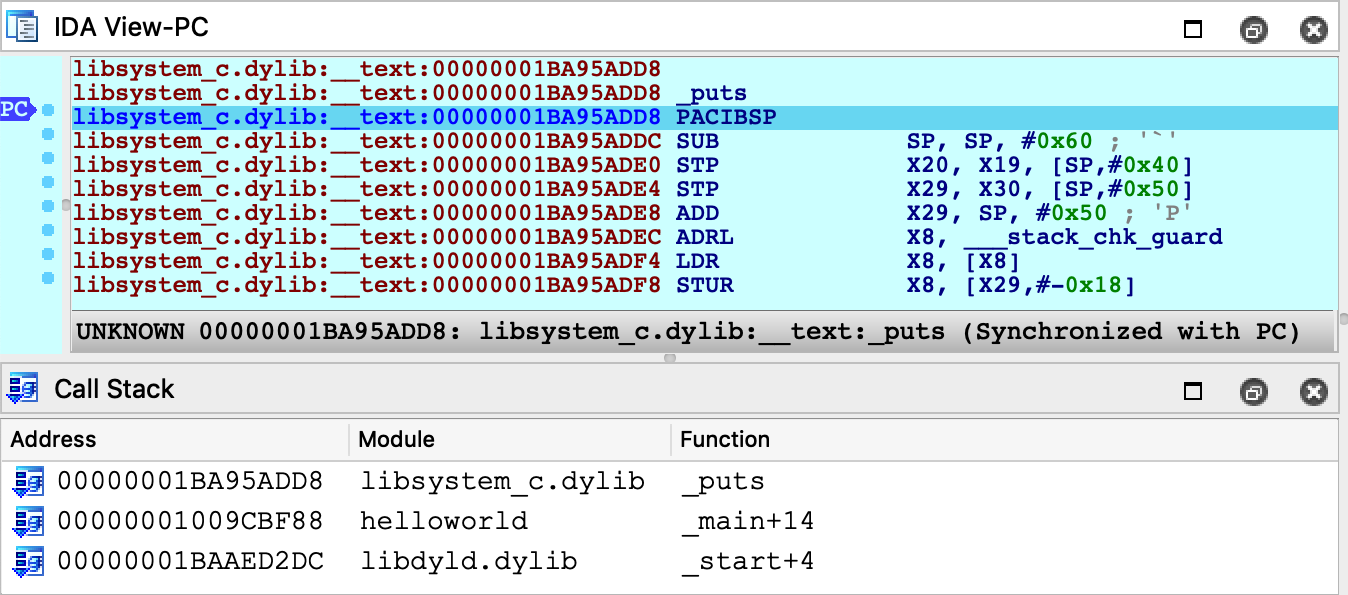 IDA View-PC
libsystem_c.dylib:__text:00000001BA95ADD8
libsystem_c.dylib:__text:00000001BA95ADD8 _puts
PC libsystem_c.dylib:__text:00000001BA95ADD8 PACIBSP
libsystem_c.dylib:__text:00000001BA95ADDC SUB SP, SP, #0x60 ; '`'
libsystem_c.dylib:__text:00000001BA95ADE0 STP X20, X19, [SP,#0x40]
libsystem_c.dylib:__text:00000001BA95ADE4 STP X29, X30, [SP,#0x50]
libsystem_c.dylib:__text:00000001BA95ADE8 ADD X29, SP, #0x50 ; 'P'
libsystem_c.dylib:__text:00000001BA95ADEC ADRL X8, ___stack_chk_guard
libsystem_c.dylib:__text:00000001BA95ADF4 LDR X8, [X8]
libsystem_c.dylib:__text:00000001BA95ADF8 STUR X8, [X29,#-0x18]
UNKNOWN 00000001BA95ADD8: libsystem_c.dylib:__text:_puts (Synchronized with PC)
Call Stack
Address Module Function
00000001BA95ADD8 libsystem_c.dylib _puts
00000001009CBF88 helloworld _main+14
00000001BAAED2DC libdyld.dylib _start+4